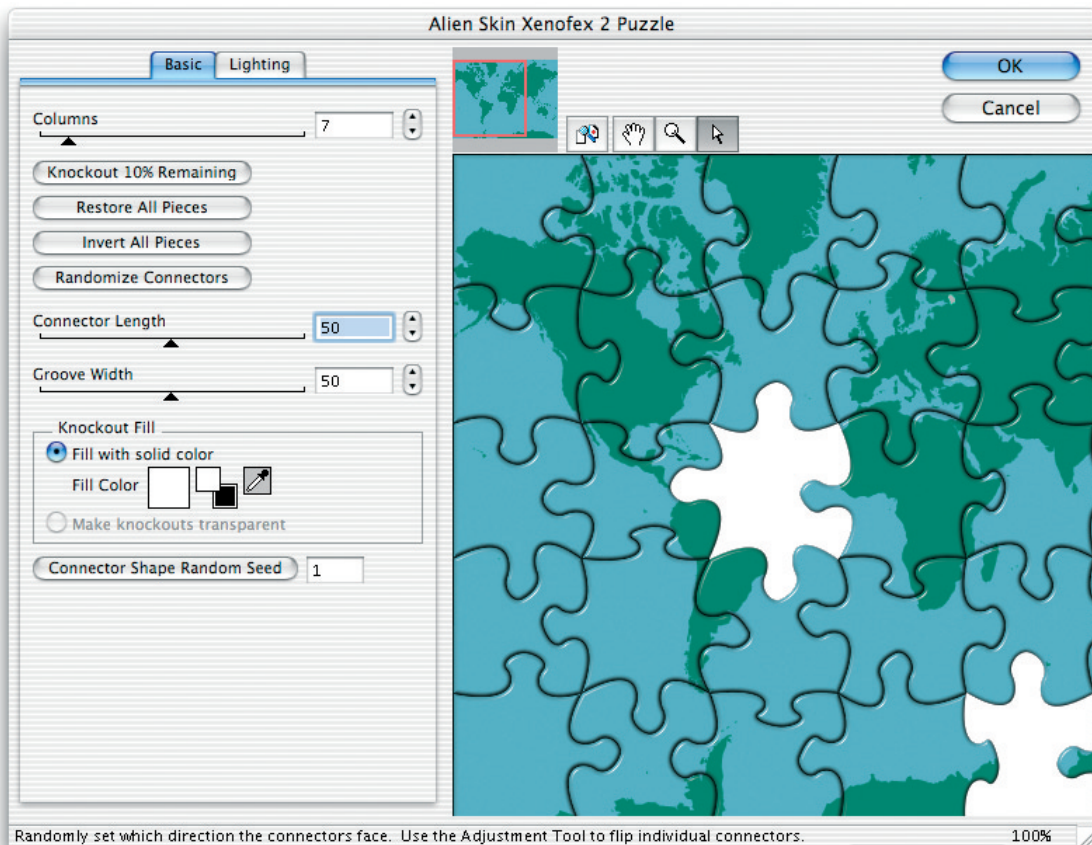 Alien Skin Xenofex 2 Puzzle
Basic
Lighting
OK
Cancel
Columns
7
Knockout 10% Remaining
Restore All Pieces
Invert All Pieces
Randomize Connectors
Connector Length
50
Groove Width
50
Knockout Fill
Fill with solid color
Fill Color
Make knockouts transparent
Connector Shape Random Seed
1
Randomly set which direction the connectors face.  Use the Adjustment Tool to flip individual connectors.
100%